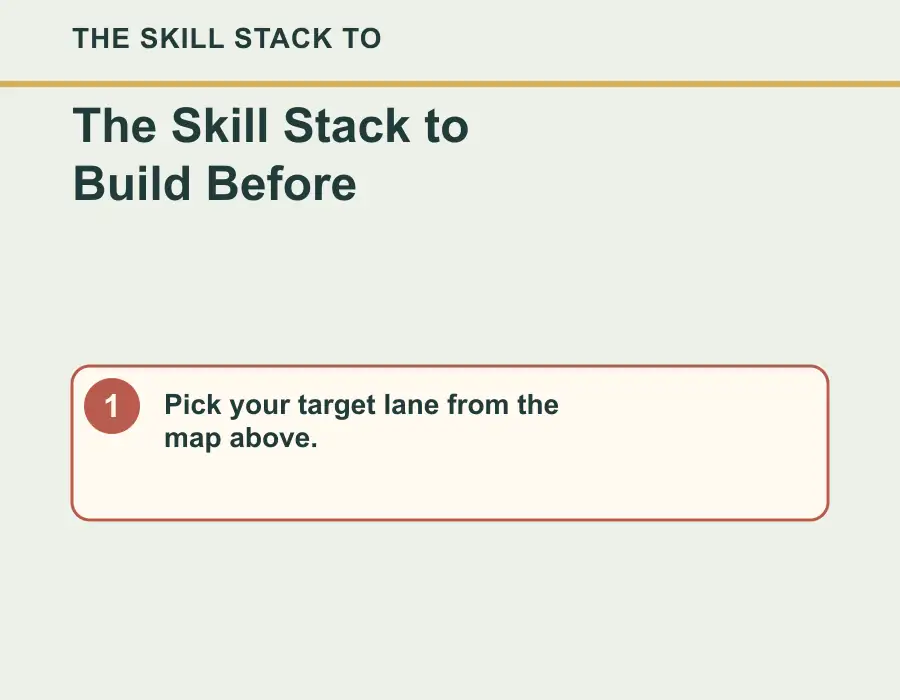 THE SKILL STACK TO
The Skill Stack to
Build Before
1
Pick your target lane from the
map above.